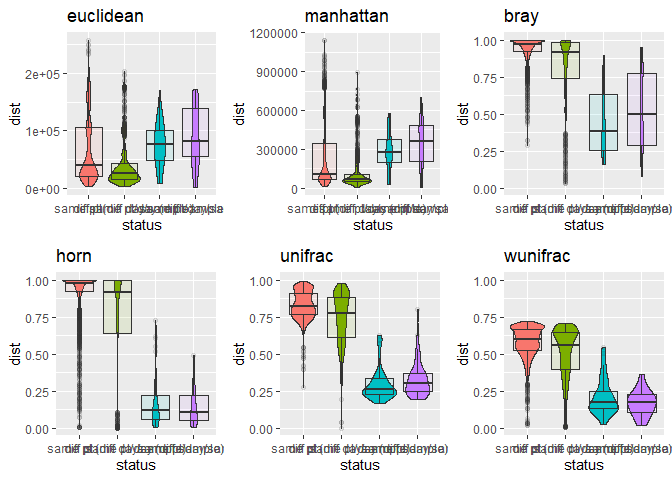 euclidean
manhattan
bray
dist
2e+05
1e+05
0e+00
status
dist
1200000
900000
600000
300000
0
status
dist
1.00
0.75
0.50
0.25
0.00
status
horn
unifrac
wunifrac
dist
1.00
0.75
0.50
0.25
0.00
status
dist
1.00
0.75
0.50
0.25
0.00
status
dist
1.00
0.75
0.50
0.25
0.00
status